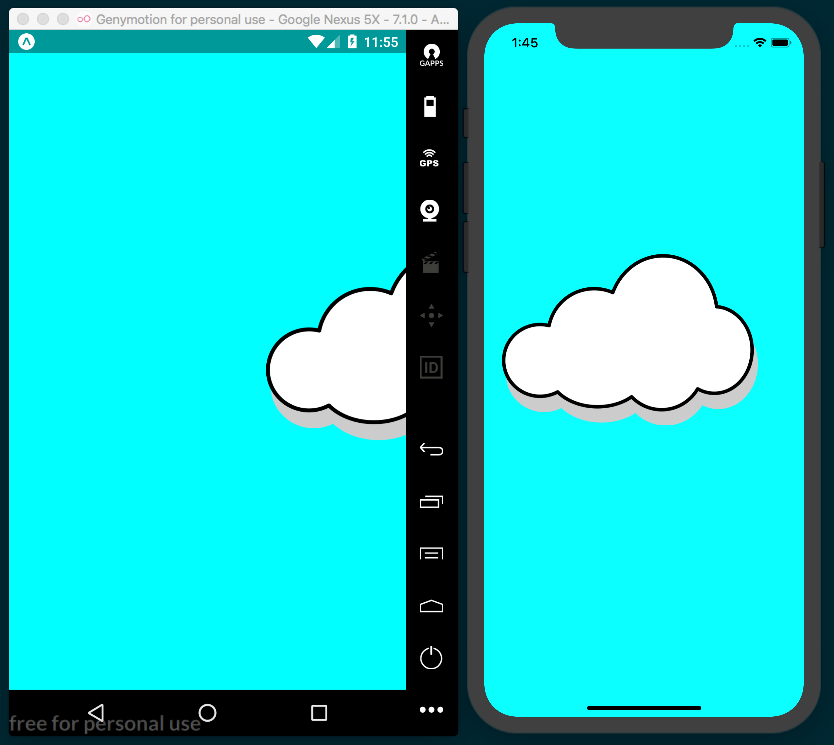 Genymotion for personal use - Google Nexus 5X - 7.1.0 - A...
11:55
GAPPS
GPS
ID
free for personal use
1:45